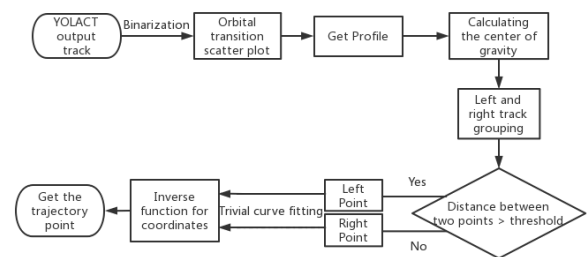 YOLACT
output
track
Binarization
Orbital
transition
scatter plot
Get Profile
Calculating
the center of
gravity
Left and
right track
grouping
Distance between
two points > threshold
Yes
No
Left
Point
Right
Point
Trivial curve fitting
Inverse
function for
coordinates
Get the
trajectory
point